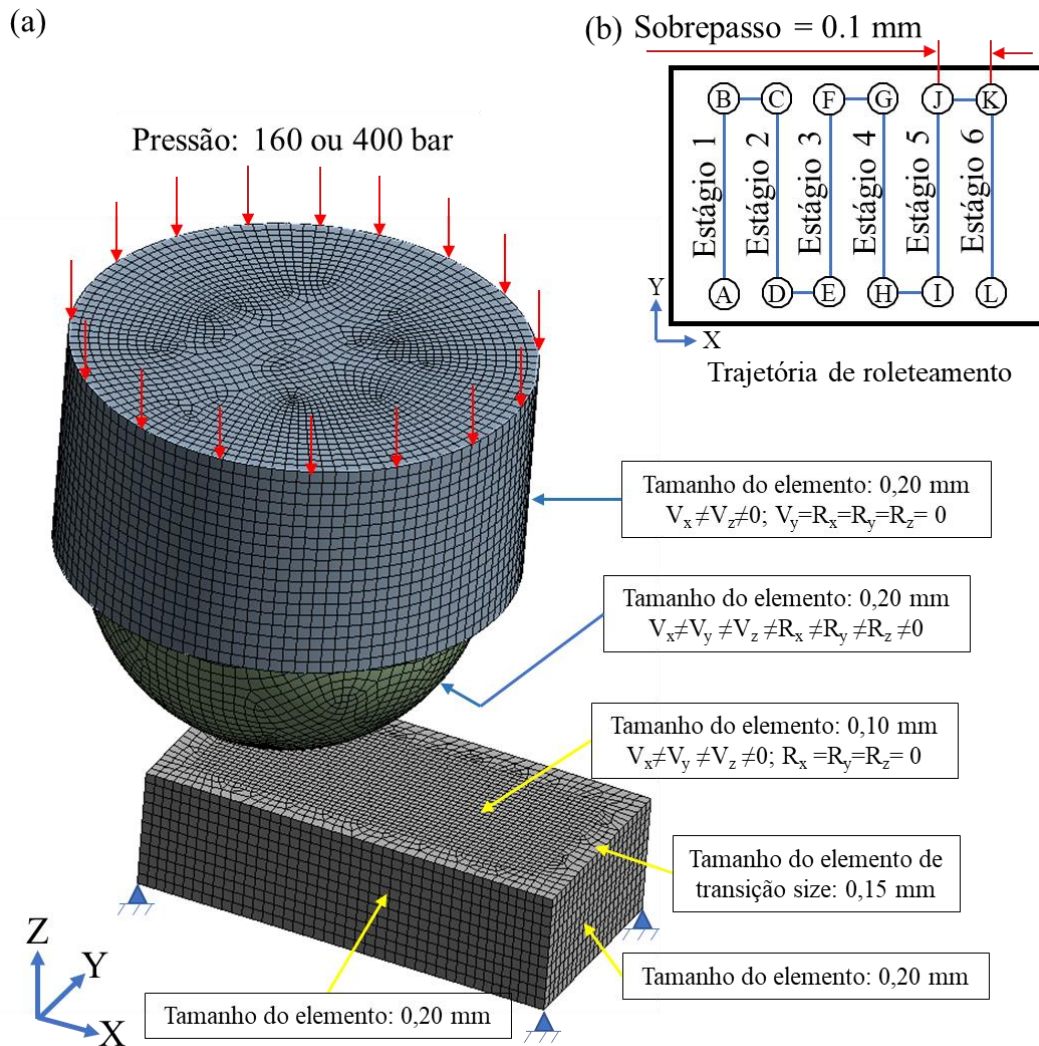 (a)
Pressão: 160 ou 400 bar
(b)
Sobrepasso = 0.1 mm
B
C
F
G
J
K
Estágio 1
Estágio 2
Estágio 3
Estágio 4
Estágio 5
Estágio 6
A
D
E
H
I
L
Y
X
Trajetória de roleteamento
Tamanho do elemento: 0,20 mm
Vx ≠Vz≠0; Vy=Rx=Ry=Rz= 0
Tamanho do elemento: 0,20 mm
Vx≠Vy ≠Vz ≠Rx ≠Ry ≠Rz ≠0
Tamanho do elemento: 0,10 mm
Vx≠Vy ≠Vz ≠0; Rx =Ry=Rz= 0
Tamanho do elemento de
transição size: 0,15 mm
Tamanho do elemento: 0,20 mm
Tamanho do elemento: 0,20 mm
Z
Y
X